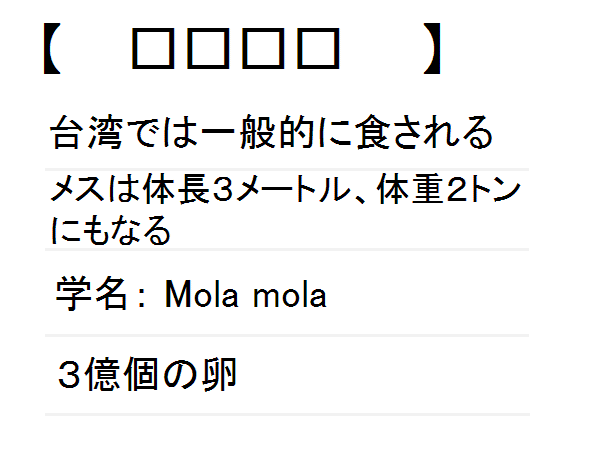 【 □□□□ 】
台湾では一般的に食される
メスは体長３メートル、体重２トン
にもなる
学名： Mola mola
３億個の卵